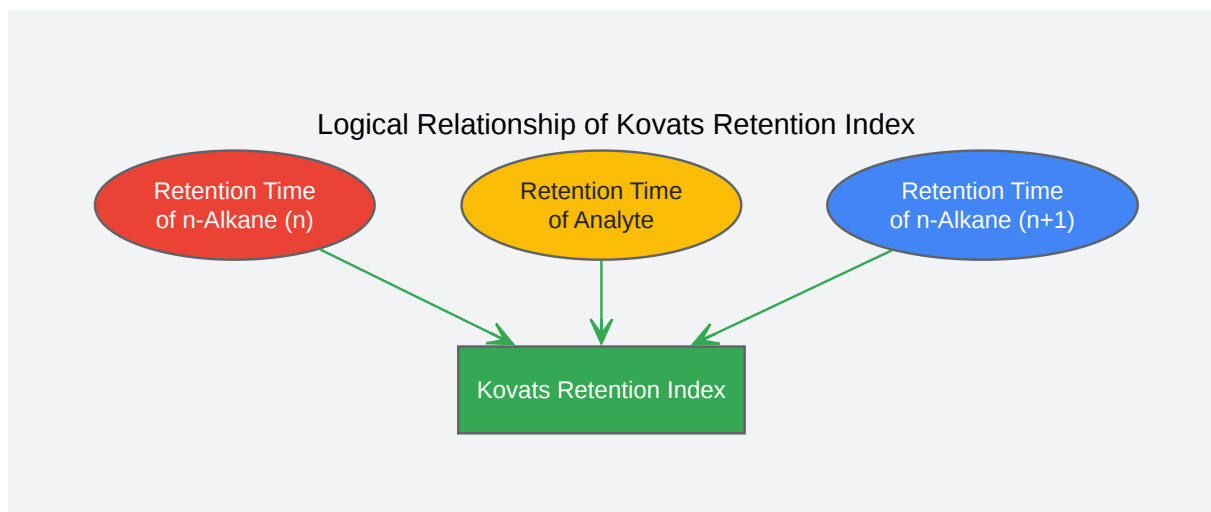 Logical Relationship of Kovats Retention Index
Retention Time
of n-Alkane (n)
Retention Time
of Analyte
Retention Time
of n-Alkane (n+1)
Kovats Retention Index